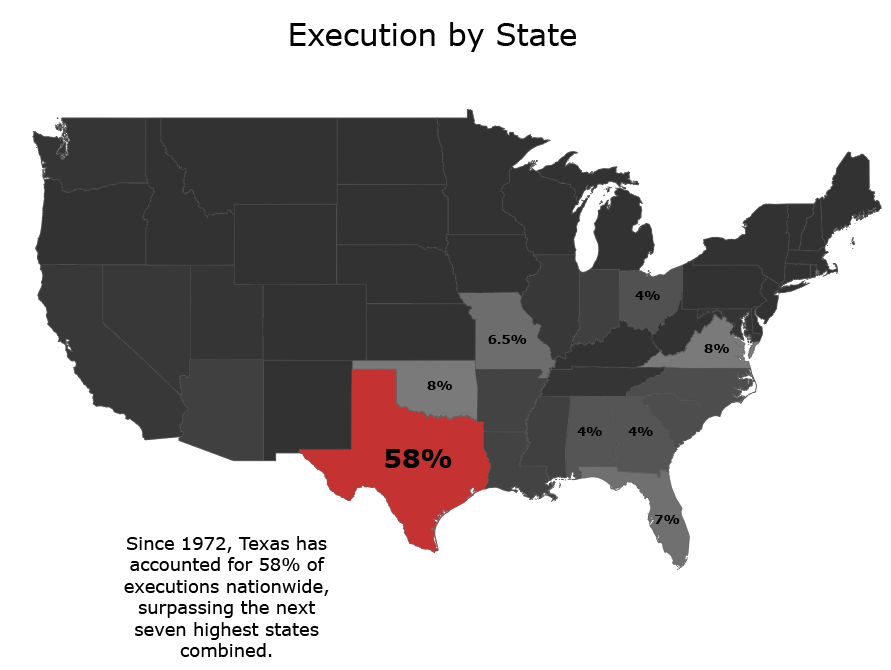 Execution by State
4%
6.5%
8%
8%
4%
4%
58%
7%
Since 1972, Texas has
accounted for 58% of
executions nationwide,
surpassing the next
seven highest states
combined.